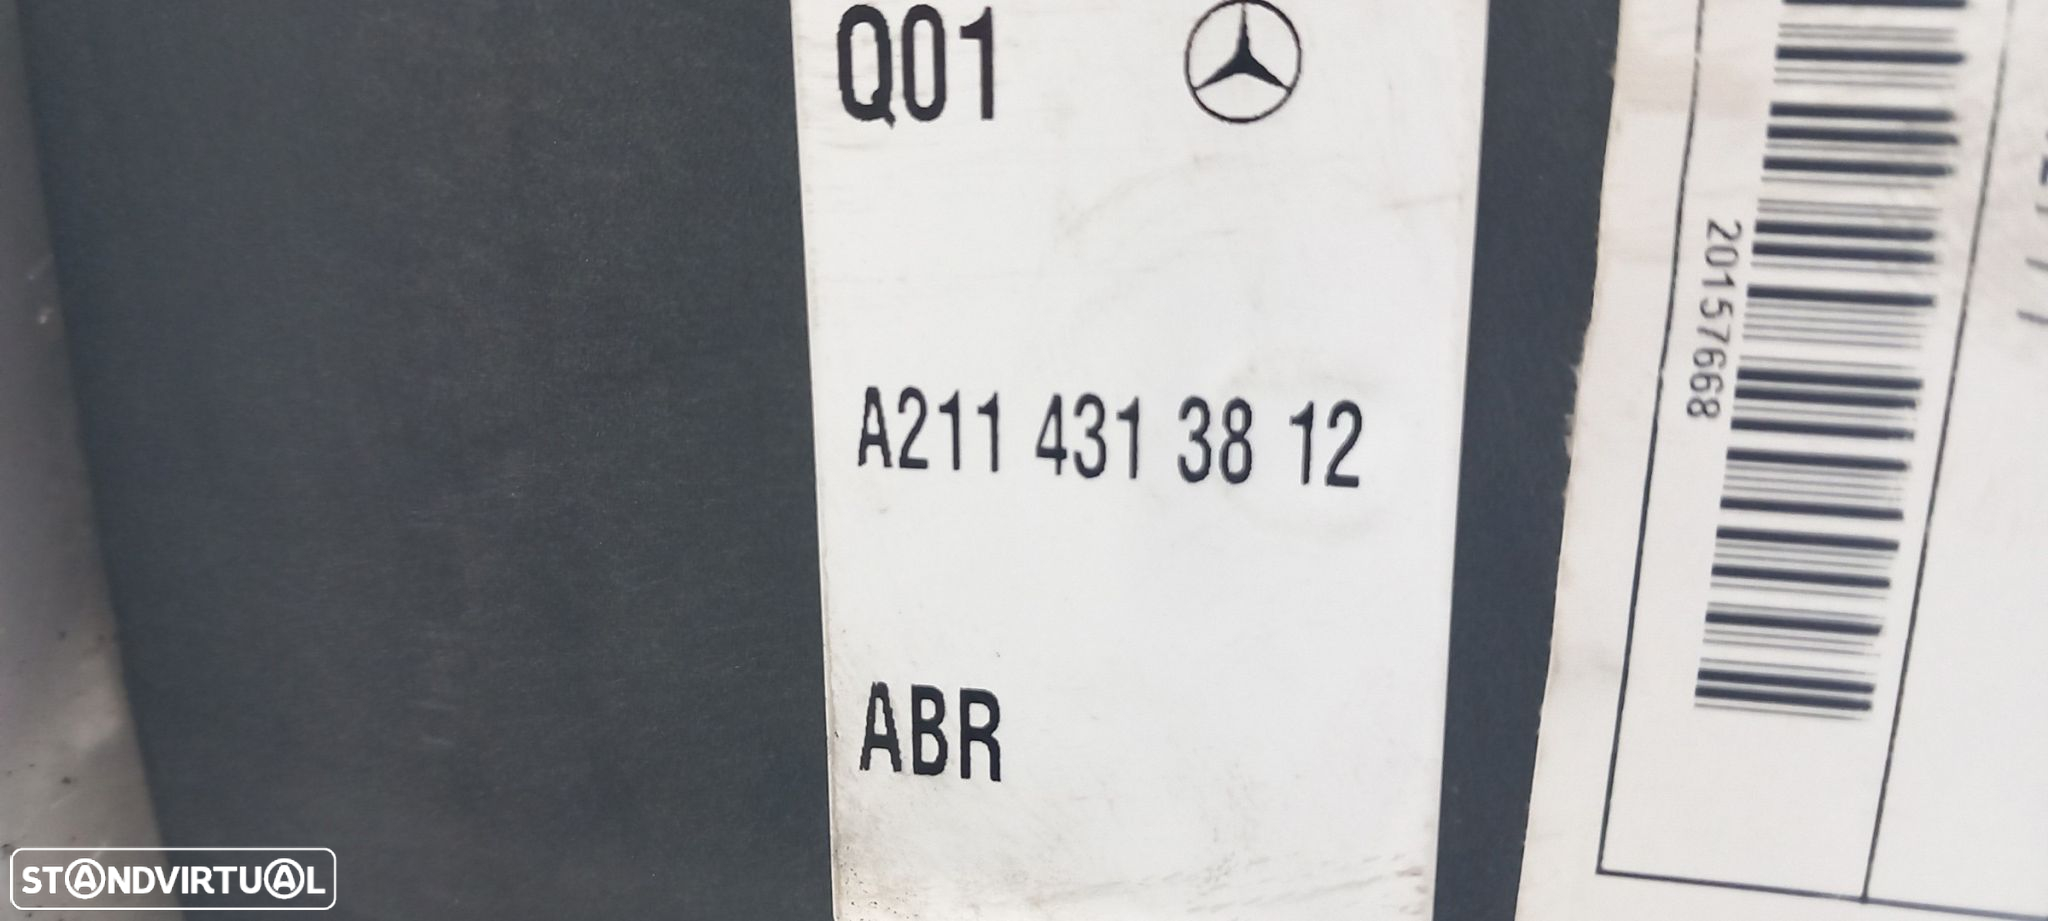 Q01
A211 431 38 12
ABR
20157668
STANDVIRTUAL